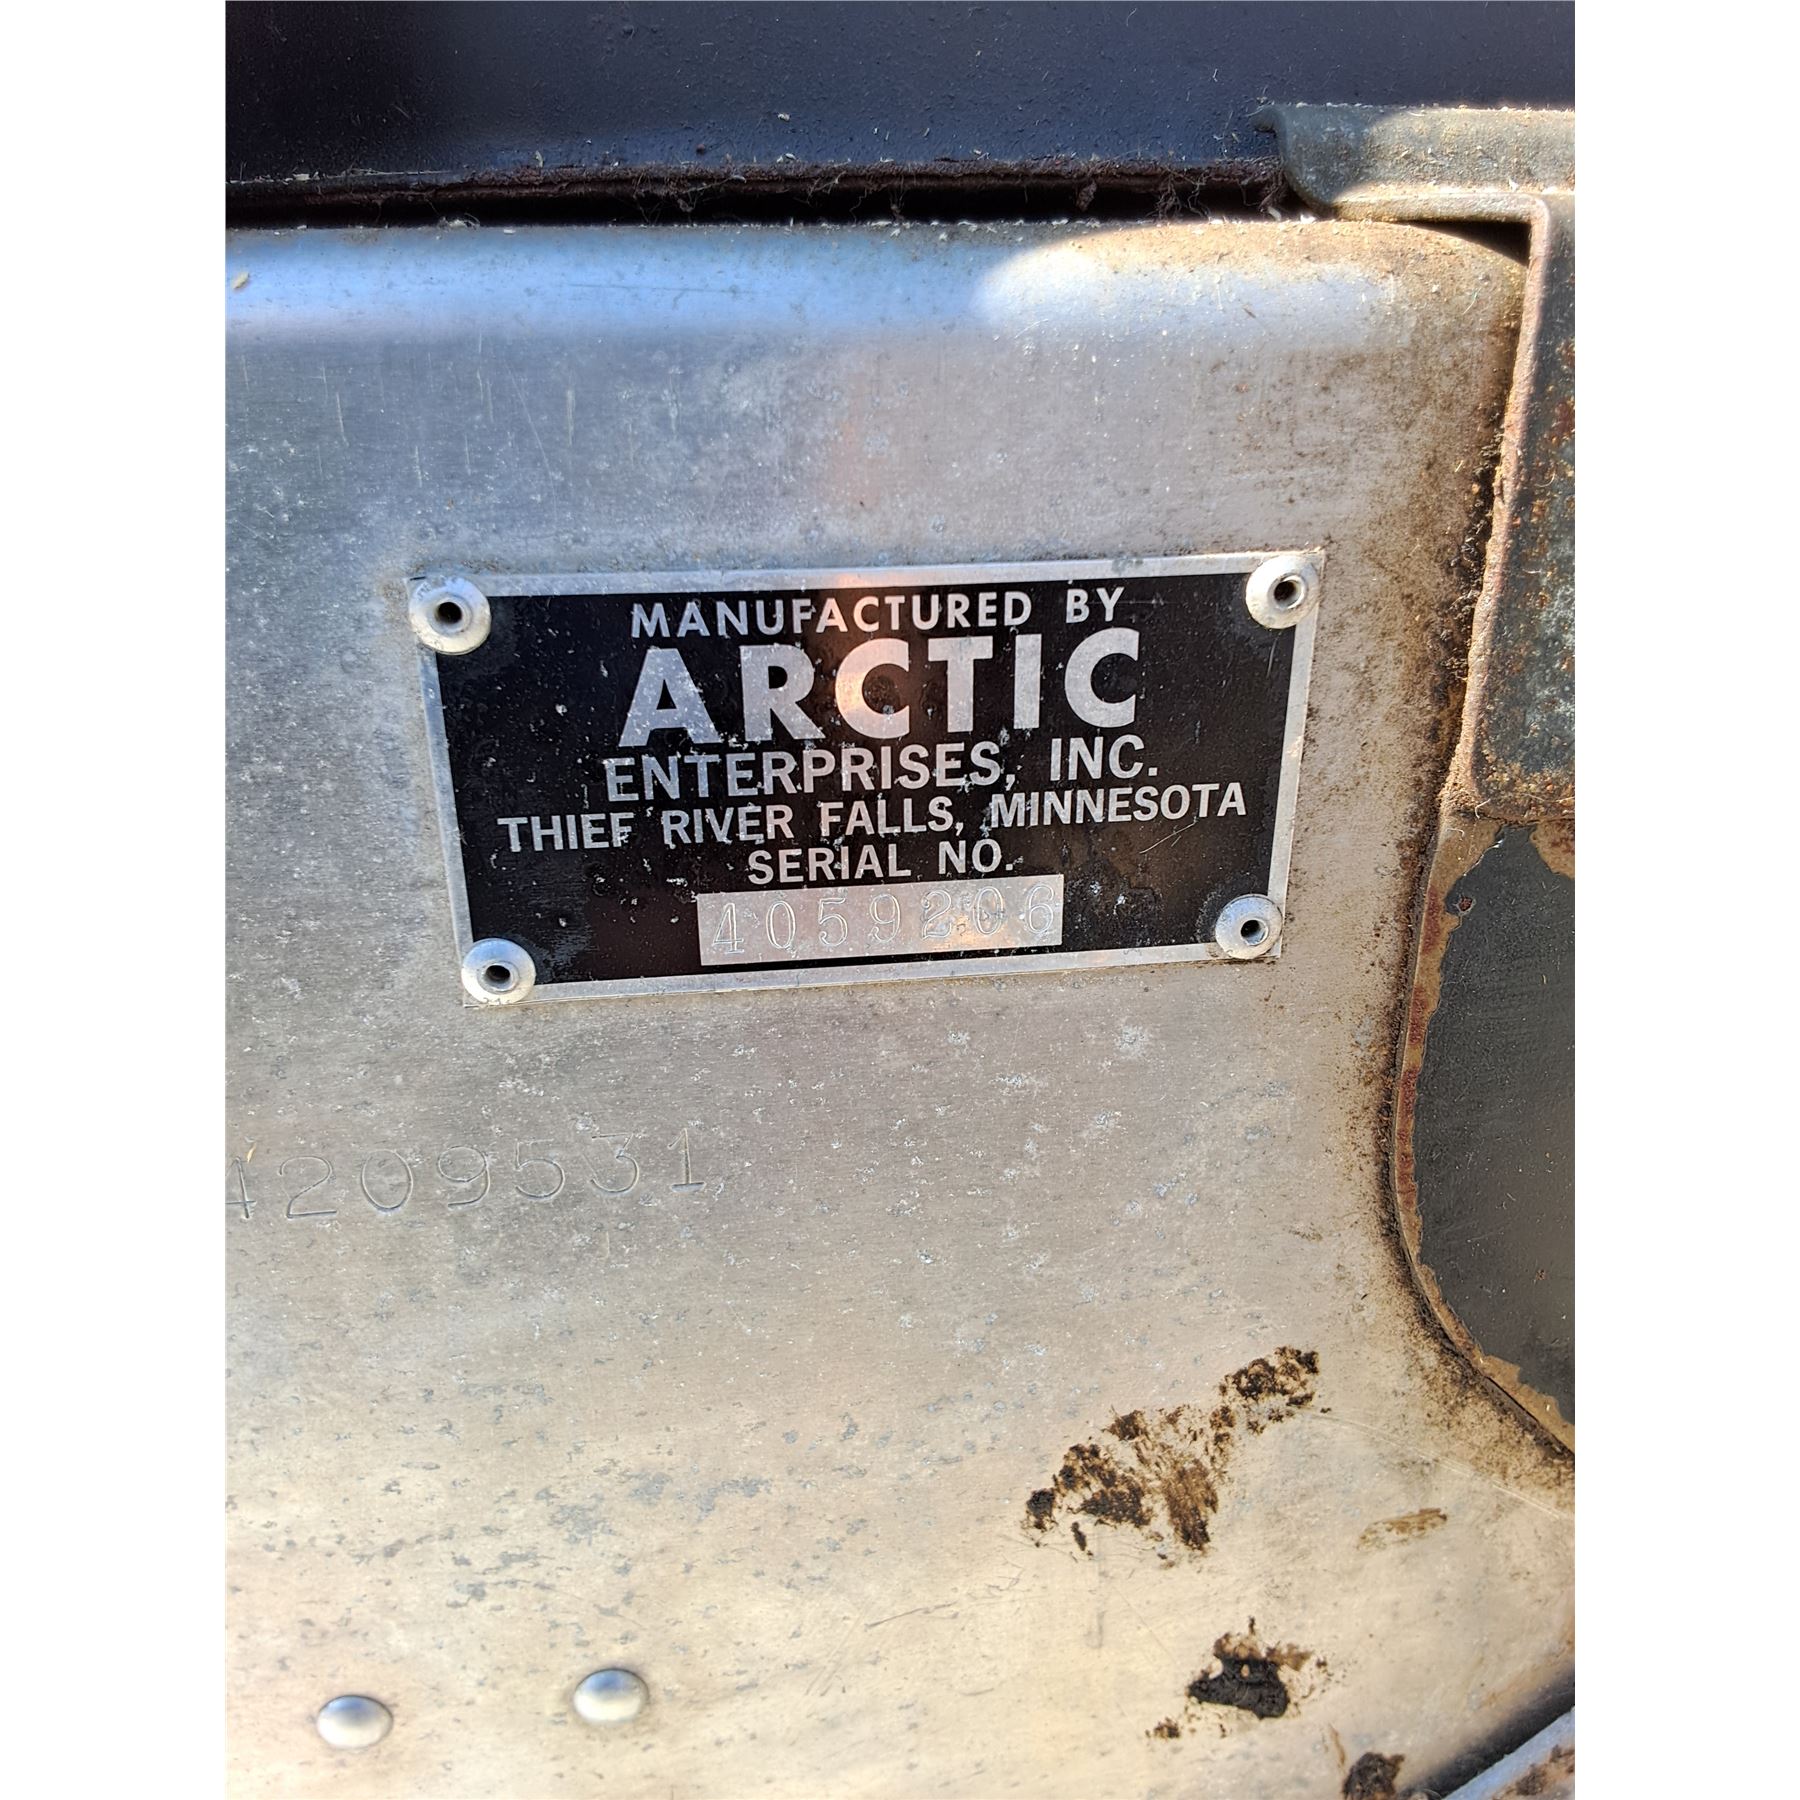 MANUFACTURED BY
ARCTIC
ENTERPRISES, INC.
THIEF RIVER FALLS, MINNESOTA
SERIAL NO.
4059206
4209531